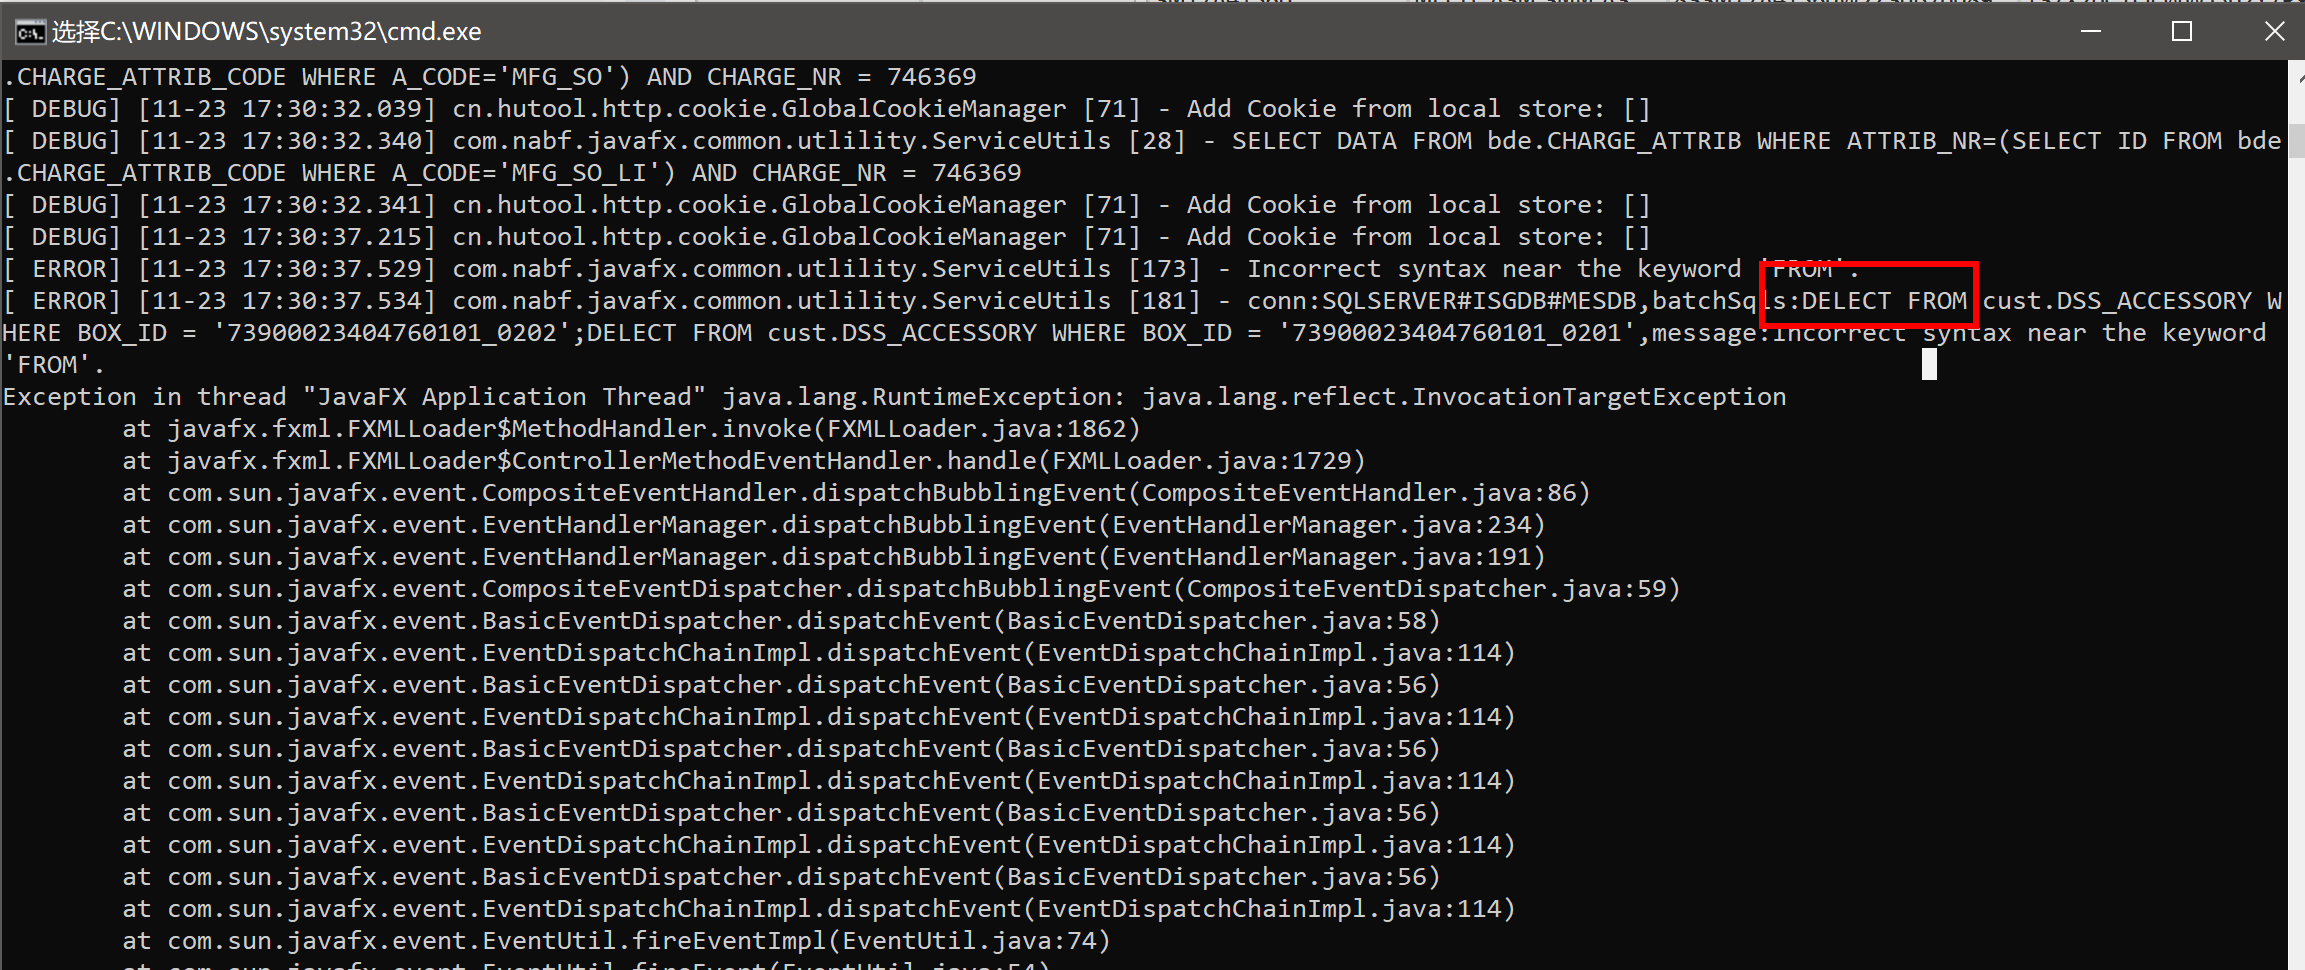 选择C:\WINDOWS\system32\cmd.exe
.CHARGE_ATTRIB_CODE WHERE A_CODE='MFG_SO') AND CHARGE_NR = 746369
[ DEBUG] [11-23 17:30:32.039] cn.hutool.http.cookie.GlobalCookieManager [71] - Add Cookie from local store: []
[ DEBUG] [11-23 17:30:32.340] com.nabf.javafx.common.utlility.ServiceUtils [28] - SELECT DATA FROM bde.CHARGE_ATTRIB WHERE ATTRIB_NR=(SELECT ID FROM bde
.CHARGE_ATTRIB_CODE WHERE A_CODE='MFG_SO_LI') AND CHARGE_NR = 746369
[ DEBUG] [11-23 17:30:32.341] cn.hutool.http.cookie.GlobalCookieManager [71] - Add Cookie from local store: []
[ DEBUG] [11-23 17:30:37.215] cn.hutool.http.cookie.GlobalCookieManager [71] - Add Cookie from local store: []
[ ERROR] [11-23 17:30:37.529] com.nabf.javafx.common.utlility.ServiceUtils [173] - Incorrect syntax near the keyword 'FROM'.
[ ERROR] [11-23 17:30:37.534] com.nabf.javafx.common.utlility.ServiceUtils [181] - conn:SQLSERVER#ISGDB#MESDB,batchSqls:DELECT FROM cust.DSS_ACCESSORY W
HERE BOX_ID = '73900023404760101_0202';DELECT FROM cust.DSS_ACCESSORY WHERE BOX_ID = '73900023404760101_0201',message:Incorrect syntax near the keyword
'FROM'.
Exception in thread "JavaFX Application Thread" java.lang.RuntimeException: java.lang.reflect.InvocationTargetException
at javafx.fxml.FXMLLoader$MethodHandler.invoke(FXMLLoader.java:1862)
at javafx.fxml.FXMLLoader$ControllerMethodEventHandler.handle(FXMLLoader.java:1729)
at com.sun.javafx.event.CompositeEventHandler.dispatchBubblingEvent(CompositeEventHandler.java:86)
at com.sun.javafx.event.EventHandlerManager.dispatchBubblingEvent(EventHandlerManager.java:234)
at com.sun.javafx.event.EventHandlerManager.dispatchBubblingEvent(EventHandlerManager.java:191)
at com.sun.javafx.event.CompositeEventDispatcher.dispatchBubblingEvent(CompositeEventDispatcher.java:59)
at com.sun.javafx.event.BasicEventDispatcher.dispatchEvent(BasicEventDispatcher.java:58)
at com.sun.javafx.event.EventDispatchChainImpl.dispatchEvent(EventDispatchChainImpl.java:114)
at com.sun.javafx.event.BasicEventDispatcher.dispatchEvent(BasicEventDispatcher.java:56)
at com.sun.javafx.event.EventDispatchChainImpl.dispatchEvent(EventDispatchChainImpl.java:114)
at com.sun.javafx.event.BasicEventDispatcher.dispatchEvent(BasicEventDispatcher.java:56)
at com.sun.javafx.event.EventDispatchChainImpl.dispatchEvent(EventDispatchChainImpl.java:114)
at com.sun.javafx.event.BasicEventDispatcher.dispatchEvent(BasicEventDispatcher.java:56)
at com.sun.javafx.event.EventDispatchChainImpl.dispatchEvent(EventDispatchChainImpl.java:114)
at com.sun.javafx.event.BasicEventDispatcher.dispatchEvent(BasicEventDispatcher.java:56)
at com.sun.javafx.event.EventDispatchChainImpl.dispatchEvent(EventDispatchChainImpl.java:114)
at com.sun.javafx.event.EventUtil.fireEventImpl(EventUtil.java:74)
at com.sun.javafx.event.EventUtil.fireEvent(EventUtil.java:54)